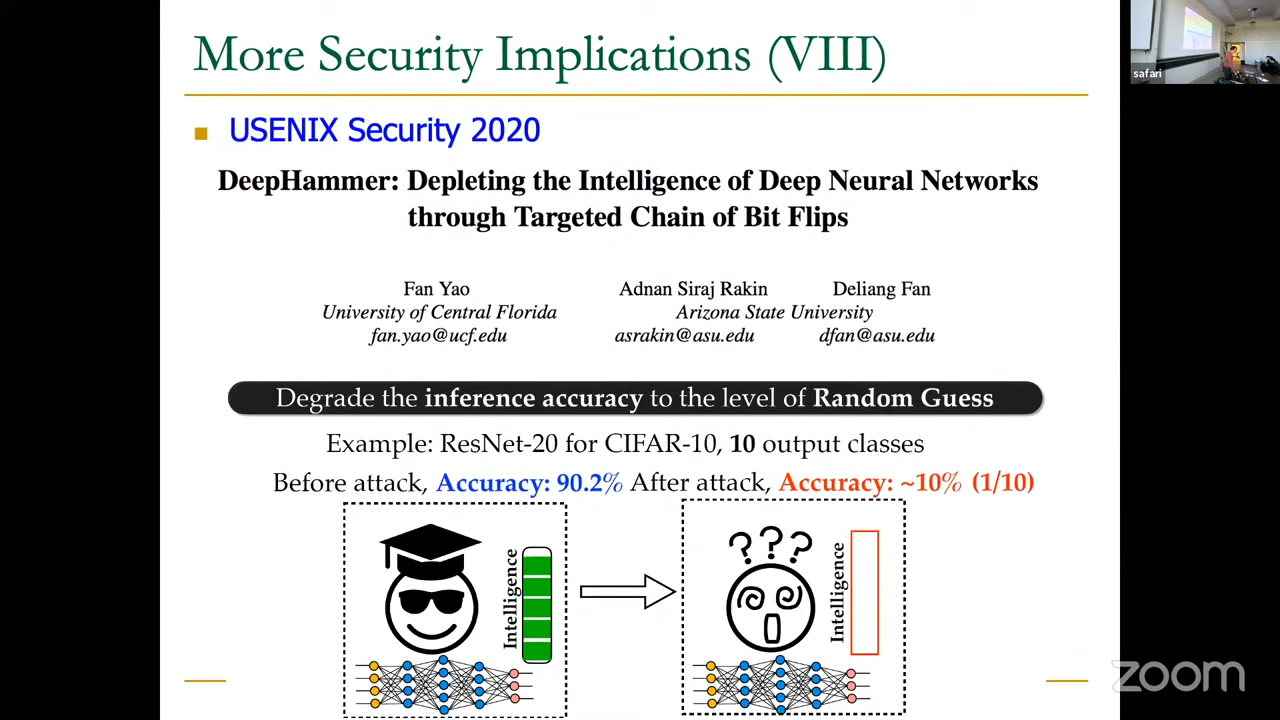 More Security Implications (VIII)
USENIX Security 2020
DeepHammer: Depleting the Intelligence of Deep Neural Networks
through Targeted Chain of Bit Flips
Fan Yao
University of Central Florida
fan.yao@ucf.edu
Adnan Siraj Rakin
Deliang Fan
Arizona State University
asrakin@asu.edu
dfan@asu.edu
Degrade the inference accuracy to the level of Random Guess
Example: ResNet-20 for CIFAR-10, 10 output classes
Before attack, Accuracy: 90.2% After attack, Accuracy: ~10% (1/10)
Intelligence
? ? ?
Intelligence
safari
zoom